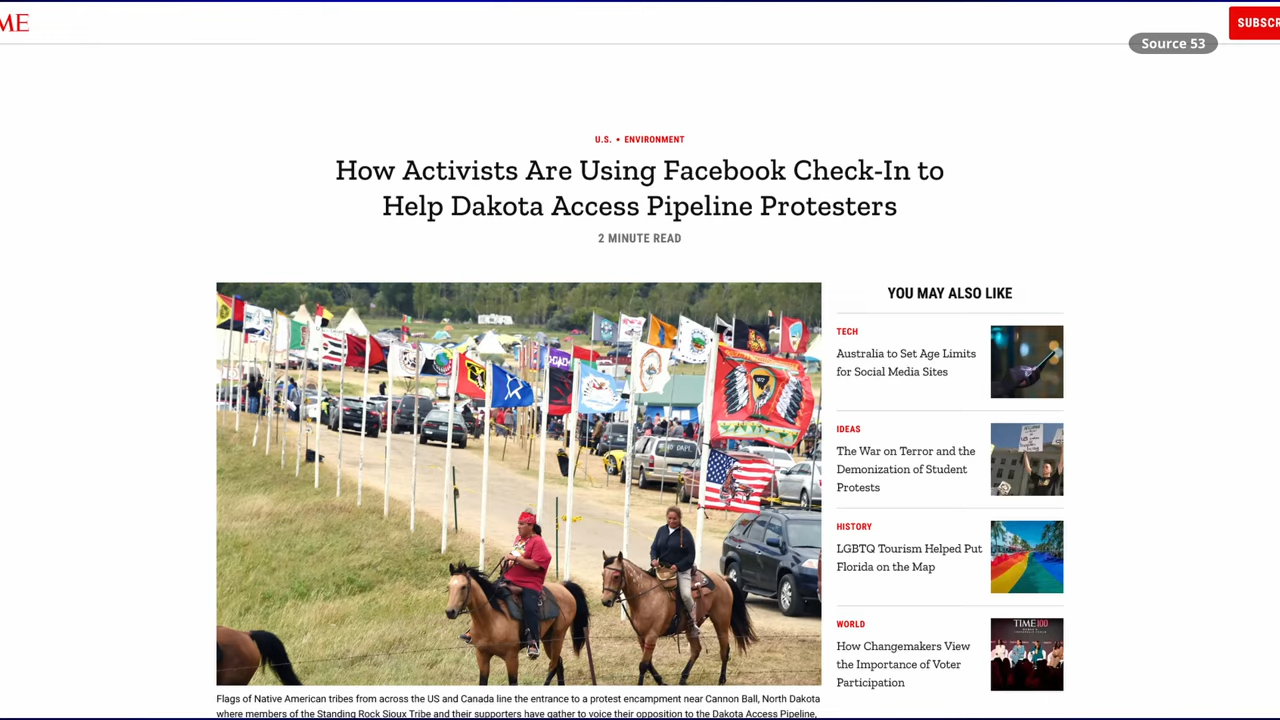 ME
SUBSCR
Source 53
U.S. • ENVIRONMENT
How Activists Are Using Facebook Check-In to
Help Dakota Access Pipeline Protesters
2 MINUTE READ
YOU MAY ALSO LIKE
TECH
Australia to Set Age Limits
for Social Media Sites
IDEAS
The War on Terror and the
Demonization of Student
Protests
HISTORY
LGBTQ Tourism Helped Put
Florida on the Map
WORLD
How Changemakers View
the Importance of Voter
Participation
TIME100
NO DAPL
Flags of Native American tribes from across the US and Canada line the entrance to a protest encampment near Cannon Ball, North Dakota
where members of the Standing Rock Sioux Tribe and their supporters have gather to voice their opposition to the Dakota Access Pipeline,